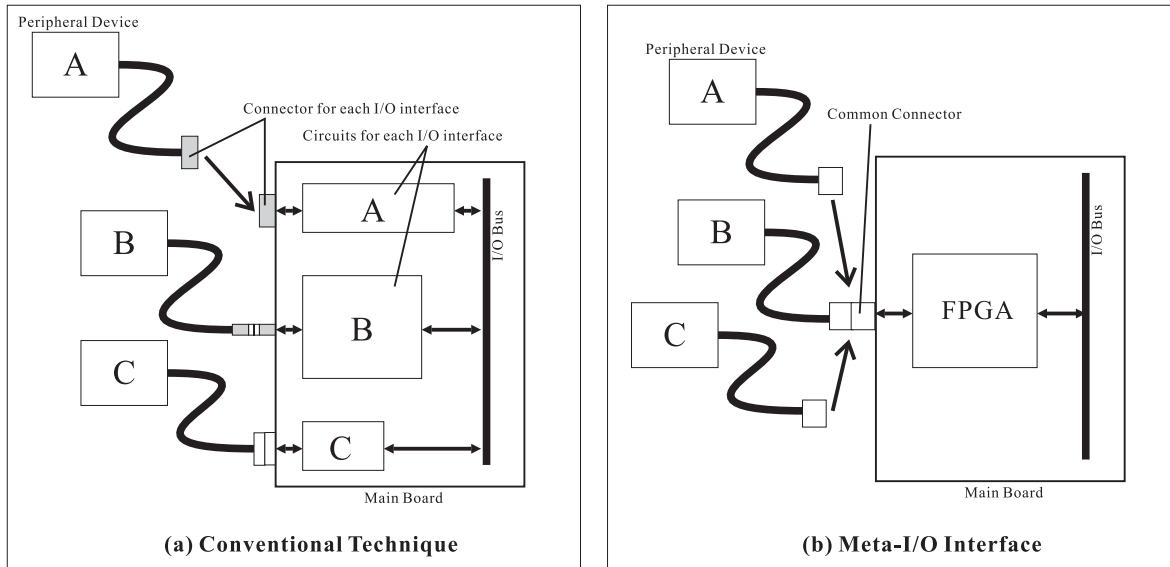 Peripheral Device
A
Connector for each I/O interface
Circuits for each I/O interface
A
I/O Bus
B
B
C
C
Main Board
(a) Conventional Technique
Peripheral Device
A
Common Connector
B
I/O Bus
FPGA
C
Main Board
(b) Meta-I/O Interface